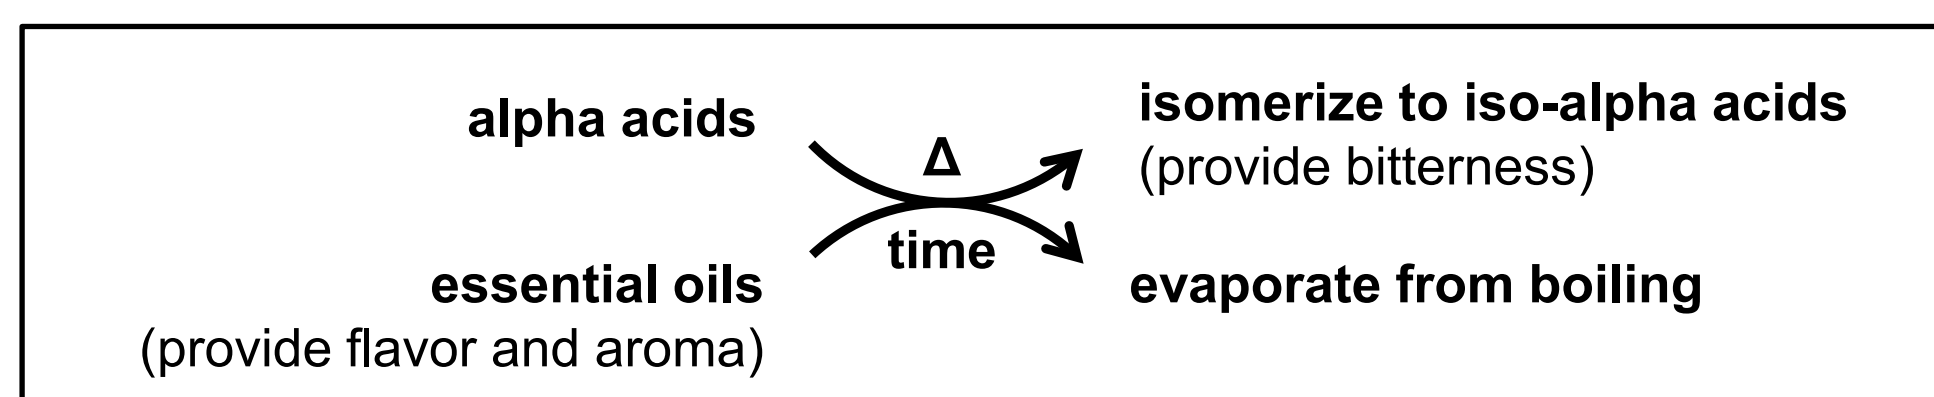 alpha acids
Δ
time
essential oils
(provide flavor and aroma)
isomerize to iso-alpha acids
(provide bitterness)
evaporate from boiling